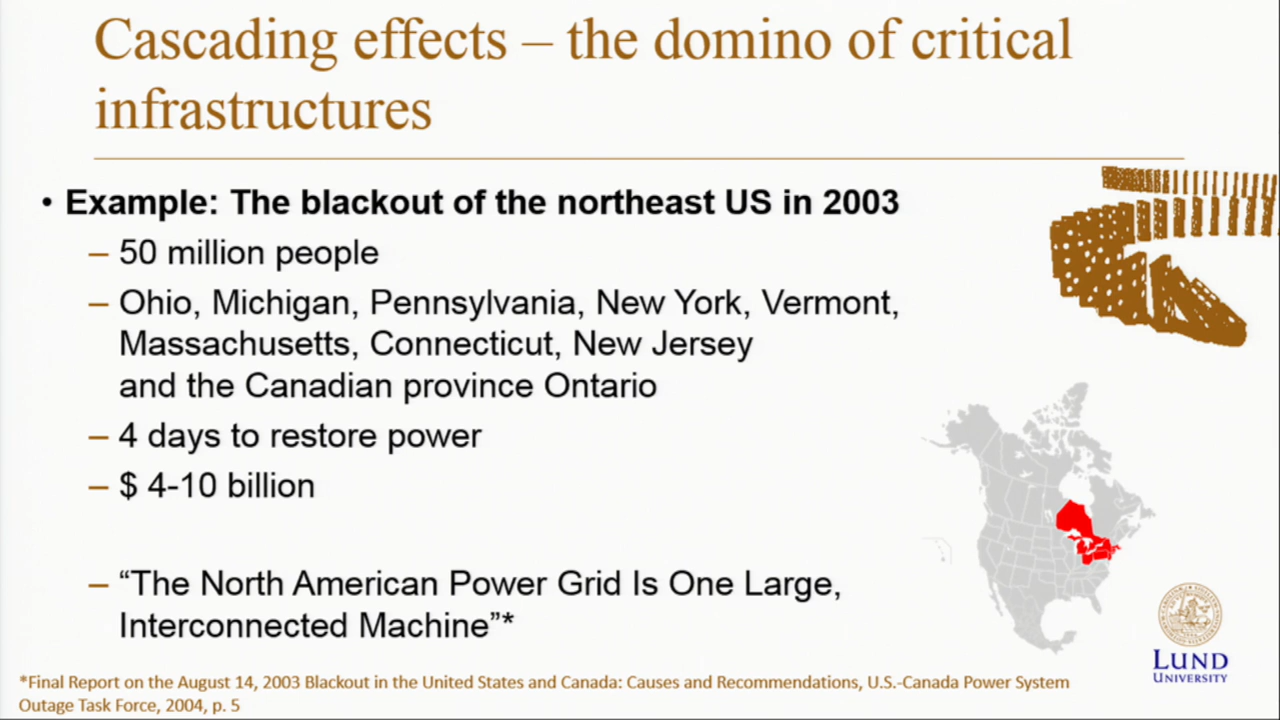 Cascading effects – the domino of critical
infrastructures
• Example: The blackout of the northeast US in 2003
– 50 million people
– Ohio, Michigan, Pennsylvania, New York, Vermont,
Massachusetts, Connecticut, New Jersey
and the Canadian province Ontario
– 4 days to restore power
– $ 4-10 billion
– “The North American Power Grid Is One Large,
Interconnected Machine”*
LUND
UNIVERSITY
*Final Report on the August 14, 2003 Blackout in the United States and Canada: Causes and Recommendations, U.S.-Canada Power System
Outage Task Force, 2004, p. 5